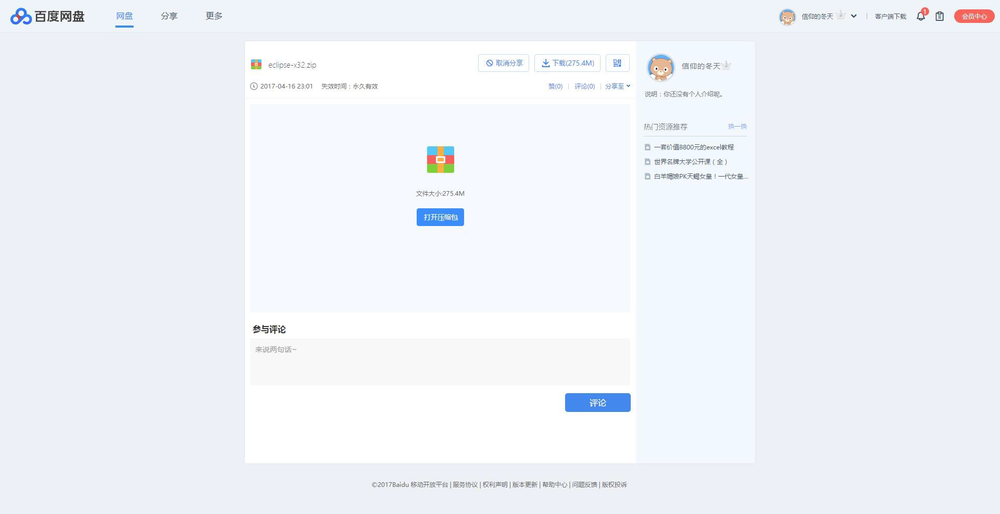 百度网盘 网盘 分享 更多 信仰的冬天 客户端下载 1 会员中心
eclipse-x32.zip 取消分享 下载(275.4M)
2017-04-16 23:01 失效时间：永久有效 赞(0) 评论(0) 分享至
文件大小:275.4M
打开压缩包
参与评论
来说两句话~
评论
信仰的冬天
说明：你还没有个人介绍呢。
热门资源推荐 换一换
一套价值8800元的excel教程
世界名牌大学公开课（全）
白羊媚娘PK天蝎女皇！一代女皇...
©2017Baidu 移动开放平台 | 服务协议 | 权利声明 | 版本更新 | 帮助中心 | 问题反馈 | 版权投诉